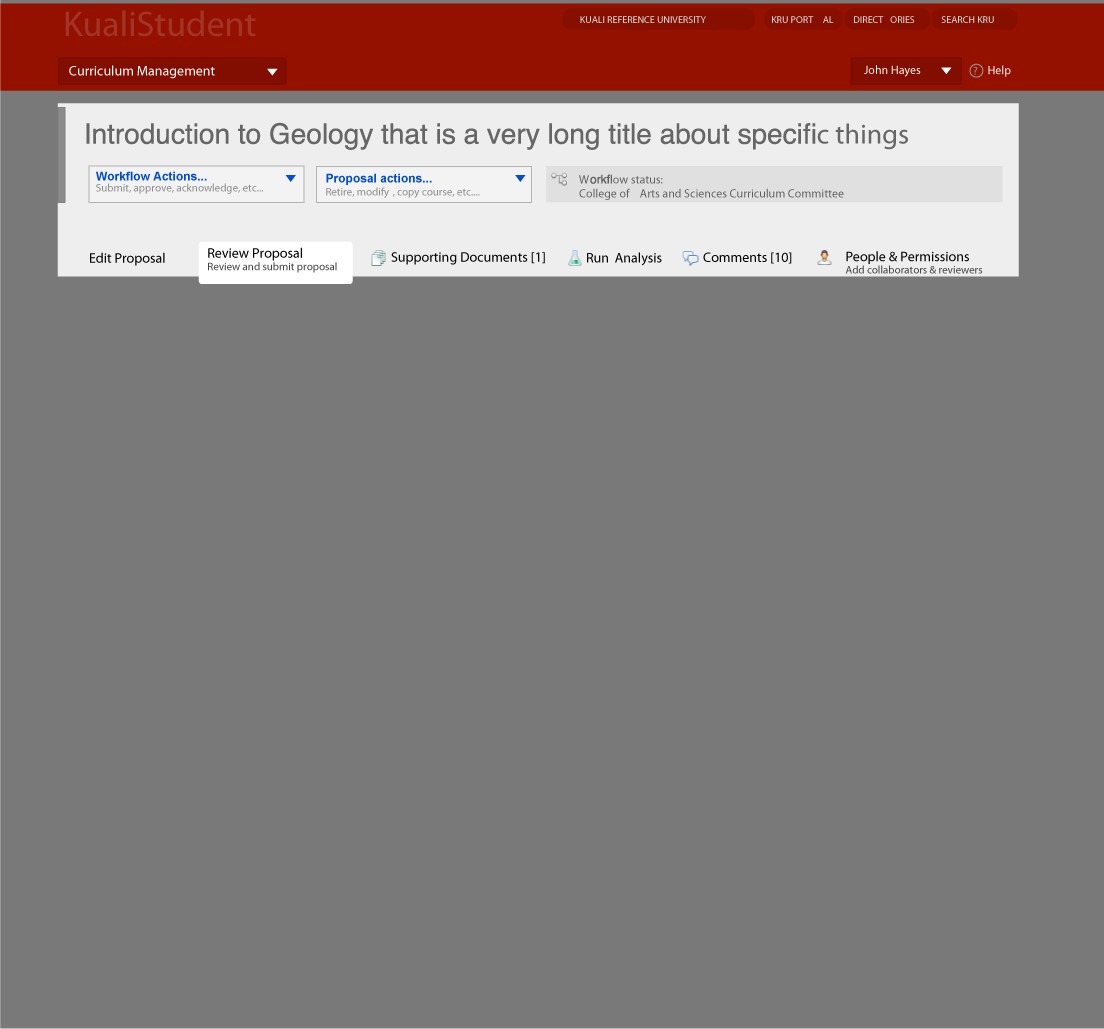 KualiStudent
KUALI REFERENCE UNIVERSITY KRU PORT AL DIRECT ORIES SEARCH KRU
Curriculum Management John Hayes ? Help
Introduction to Geology that is a very long title about specific things
Workflow Actions...
Submit, approve, acknowledge, etc...
Proposal actions...
Retire, modify , copy course, etc....
Workflow status:
College of Arts and Sciences Curriculum Committee
Edit Proposal
Review Proposal
Review and submit proposal
Supporting Documents [1]
Run Analysis
Comments [10]
People & Permissions
Add collaborators & reviewers